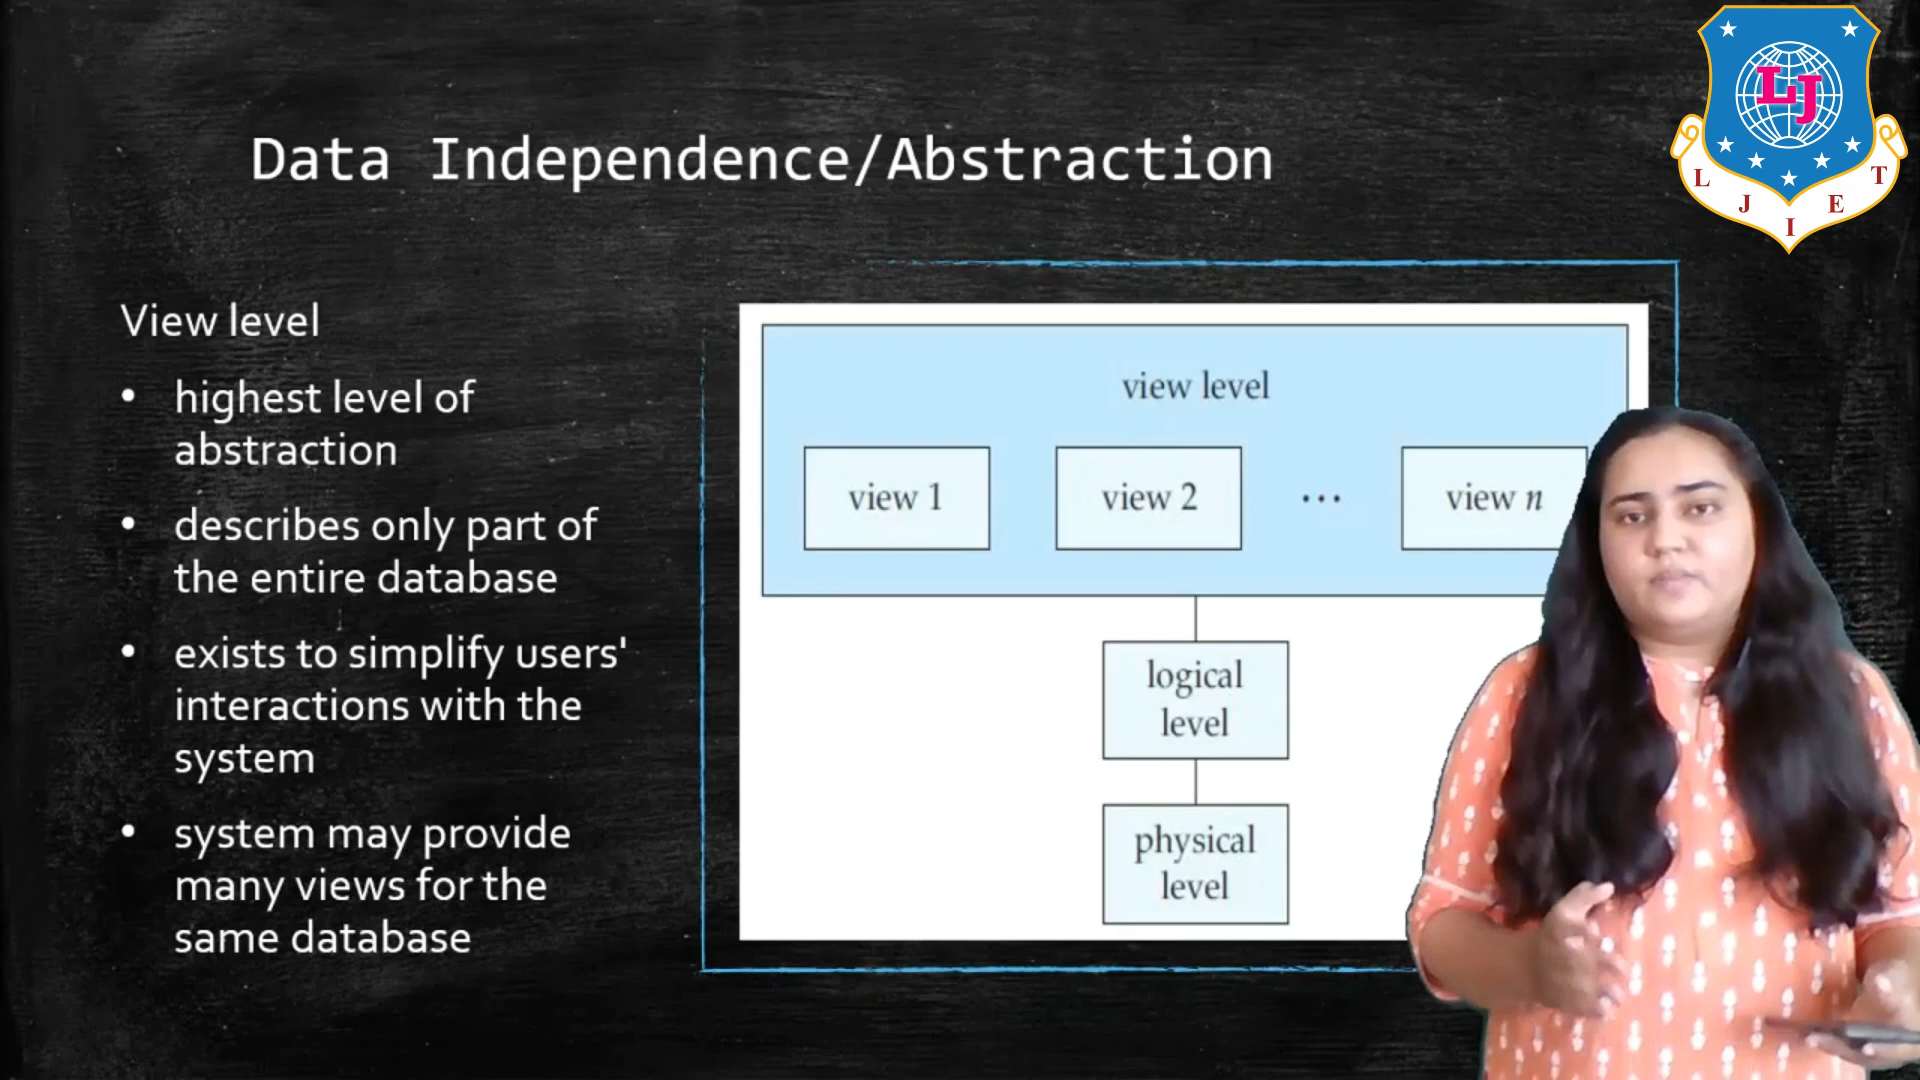 Data Independence/Abstraction
LJ
L J I E T
View level
• highest level of
abstraction
• describes only part of
the entire database
• exists to simplify users'
interactions with the
system
• system may provide
many views for the
same database
view level
view 1
view 2
...
view n
logical
level
physical
level